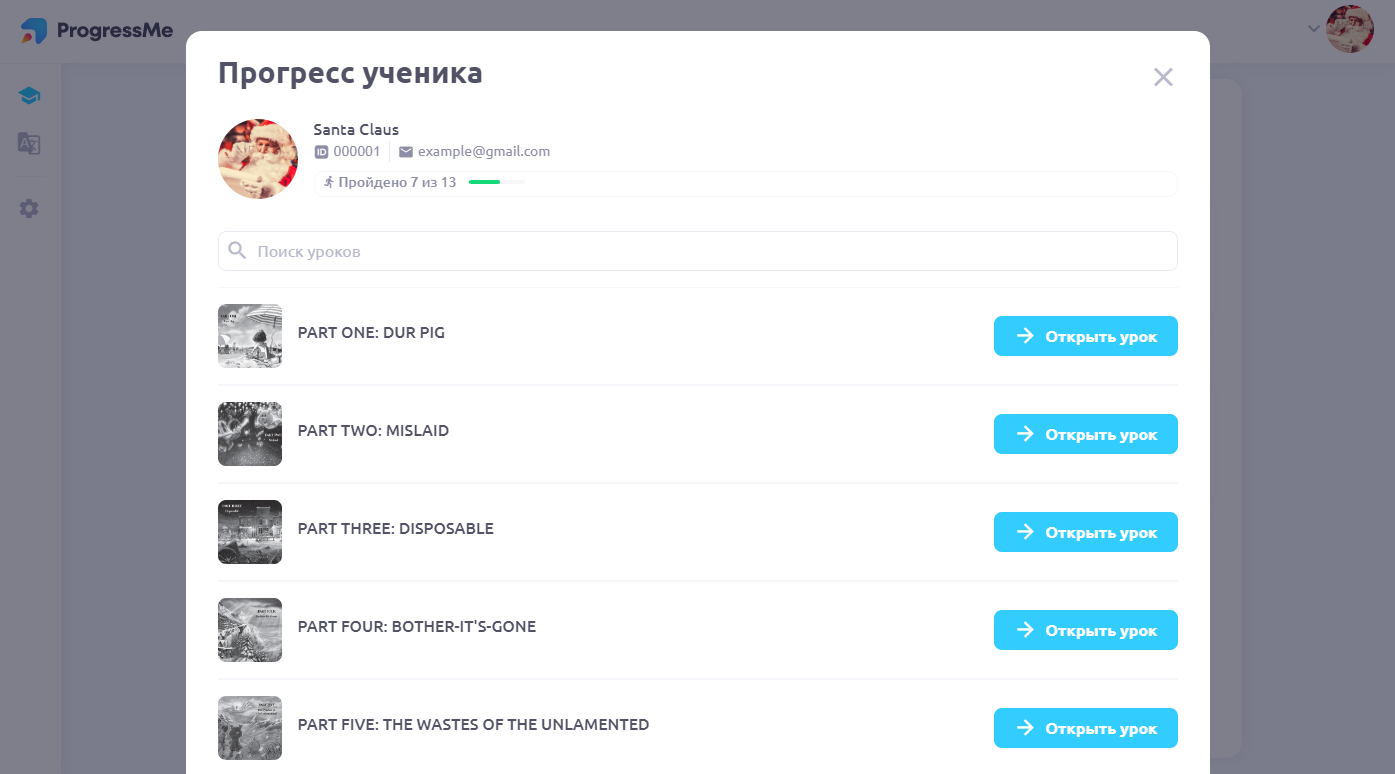 ProgressMe
Прогресс ученика
Santa Claus
ID 000001 example@gmail.com
Пройдено 7 из 13
Поиск уроков
PART ONE: DUR PIG
Открыть урок
PART TWO: MISLAID
Открыть урок
PART THREE: DISPOSABLE
Открыть урок
PART FOUR: BOTHER-IT'S-GONE
Открыть урок
PART FIVE: THE WASTES OF THE UNLAMENTED
Открыть урок